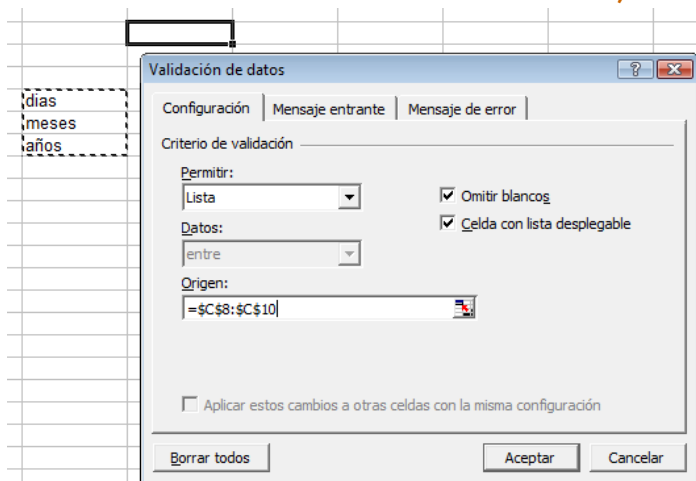 Validación de datos
dias
meses
años
Configuración Mensaje entrante Mensaje de error
Criterio de validación
Permitir:
Lista
Omitir blancos
Datos:
Celda con lista desplegable
entre
Origen:
=$C$8:$C$10
Aplicar estos cambios a otras celdas con la misma configuración
Borrar todos Aceptar Cancelar